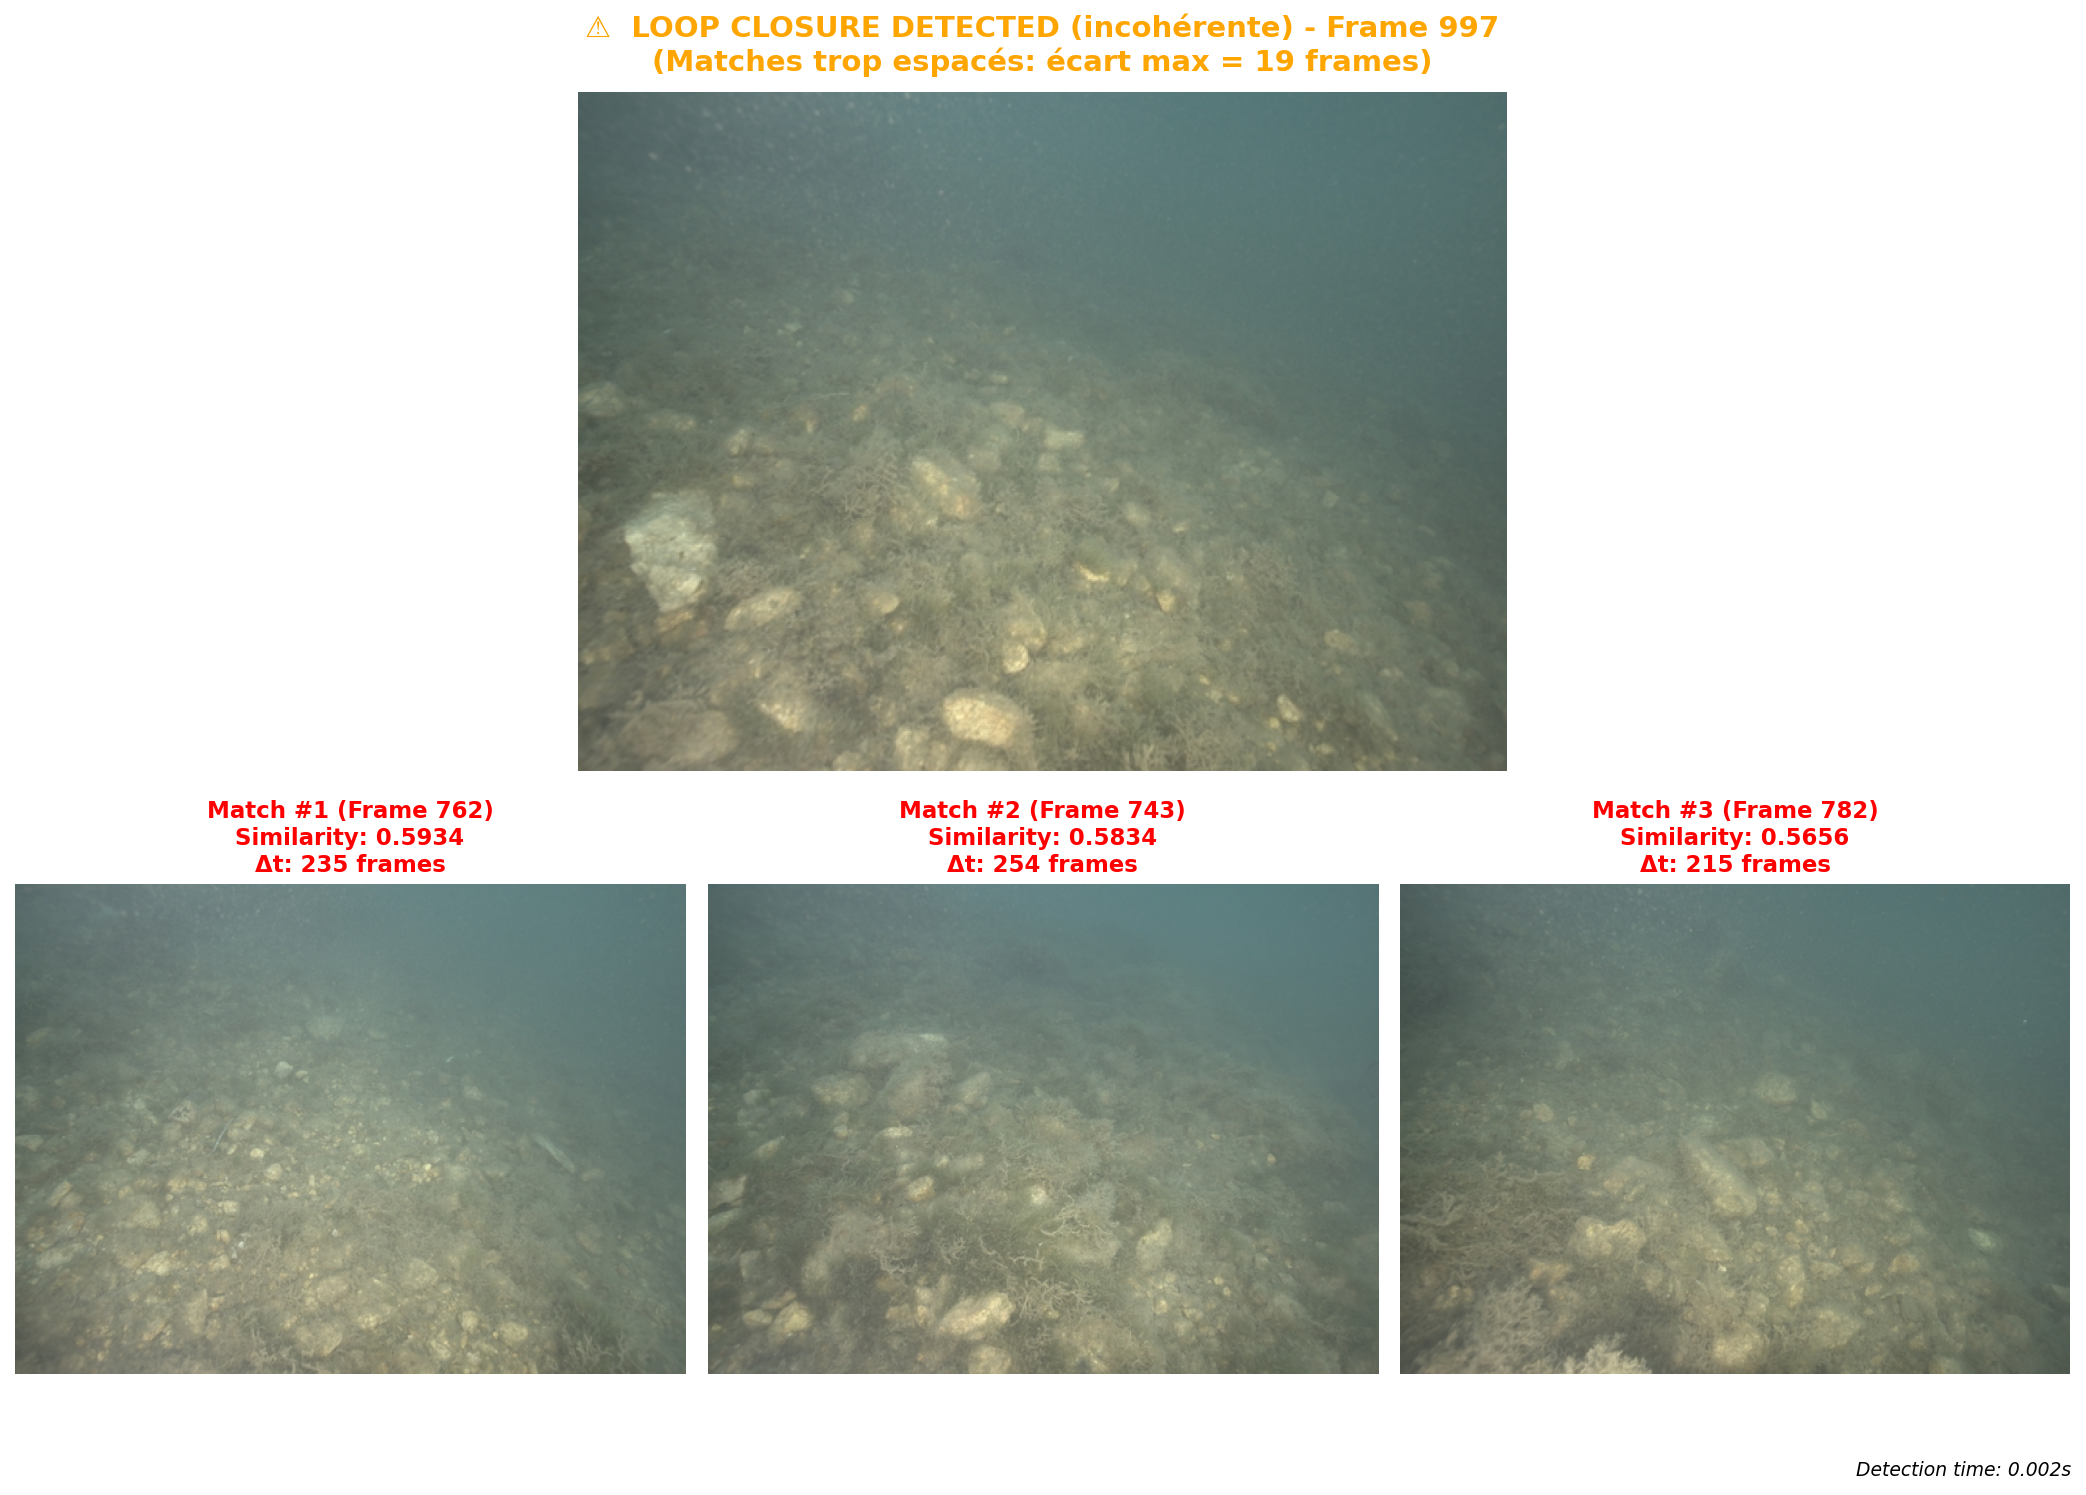 ⚠ LOOP CLOSURE DETECTED (incohérente) - Frame 997
(Matches trop espacés: écart max = 19 frames)
Match #1 (Frame 762)
Similarity: 0.5934
Δt: 235 frames
Match #2 (Frame 743)
Similarity: 0.5834
Δt: 254 frames
Match #3 (Frame 782)
Similarity: 0.5656
Δt: 215 frames
Detection time: 0.002s